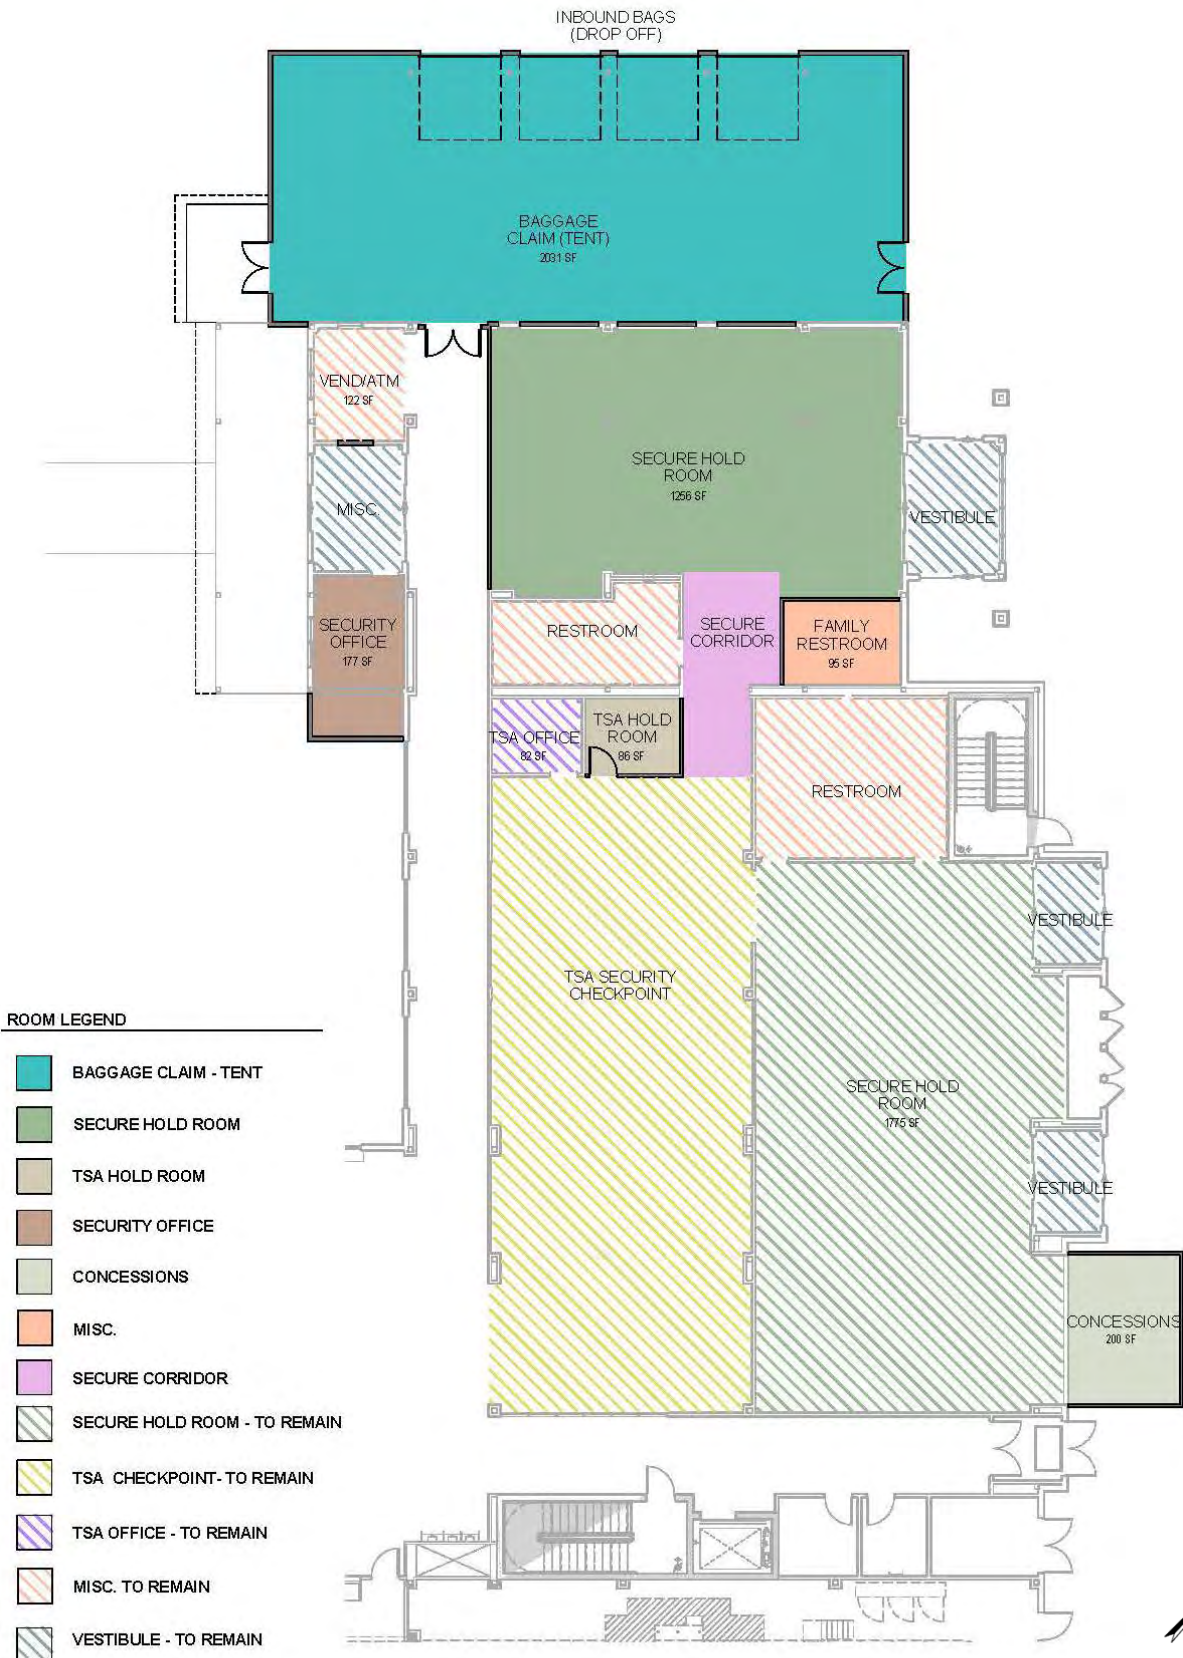 INBOUND BAGS
(DROP OFF)
BAGGAGE
CLAIM (TENT)
2031 SF
VEND/ATM
122 SF
SECURE HOLD
ROOM
1256 SF
MISC.
VESTIBULE
SECURITY
OFFICE
177 SF
RESTROOM
SECURE
CORRIDOR
FAMILY
RESTROOM
95 SF
TSA OFFICE
82 SF
TSA HOLD
ROOM
86 SF
RESTROOM
VESTIBULE
TSA SECURITY
CHECKPOINT
SECURE HOLD
ROOM
1775 SF
VESTIBULE
CONCESSIONS
200 SF
ROOM LEGEND
BAGGAGE CLAIM - TENT
SECURE HOLD ROOM
TSA HOLD ROOM
SECURITY OFFICE
CONCESSIONS
MISC.
SECURE CORRIDOR
SECURE HOLD ROOM - TO REMAIN
TSA CHECKPOINT- TO REMAIN
TSA OFFICE - TO REMAIN
MISC. TO REMAIN
VESTIBULE - TO REMAIN